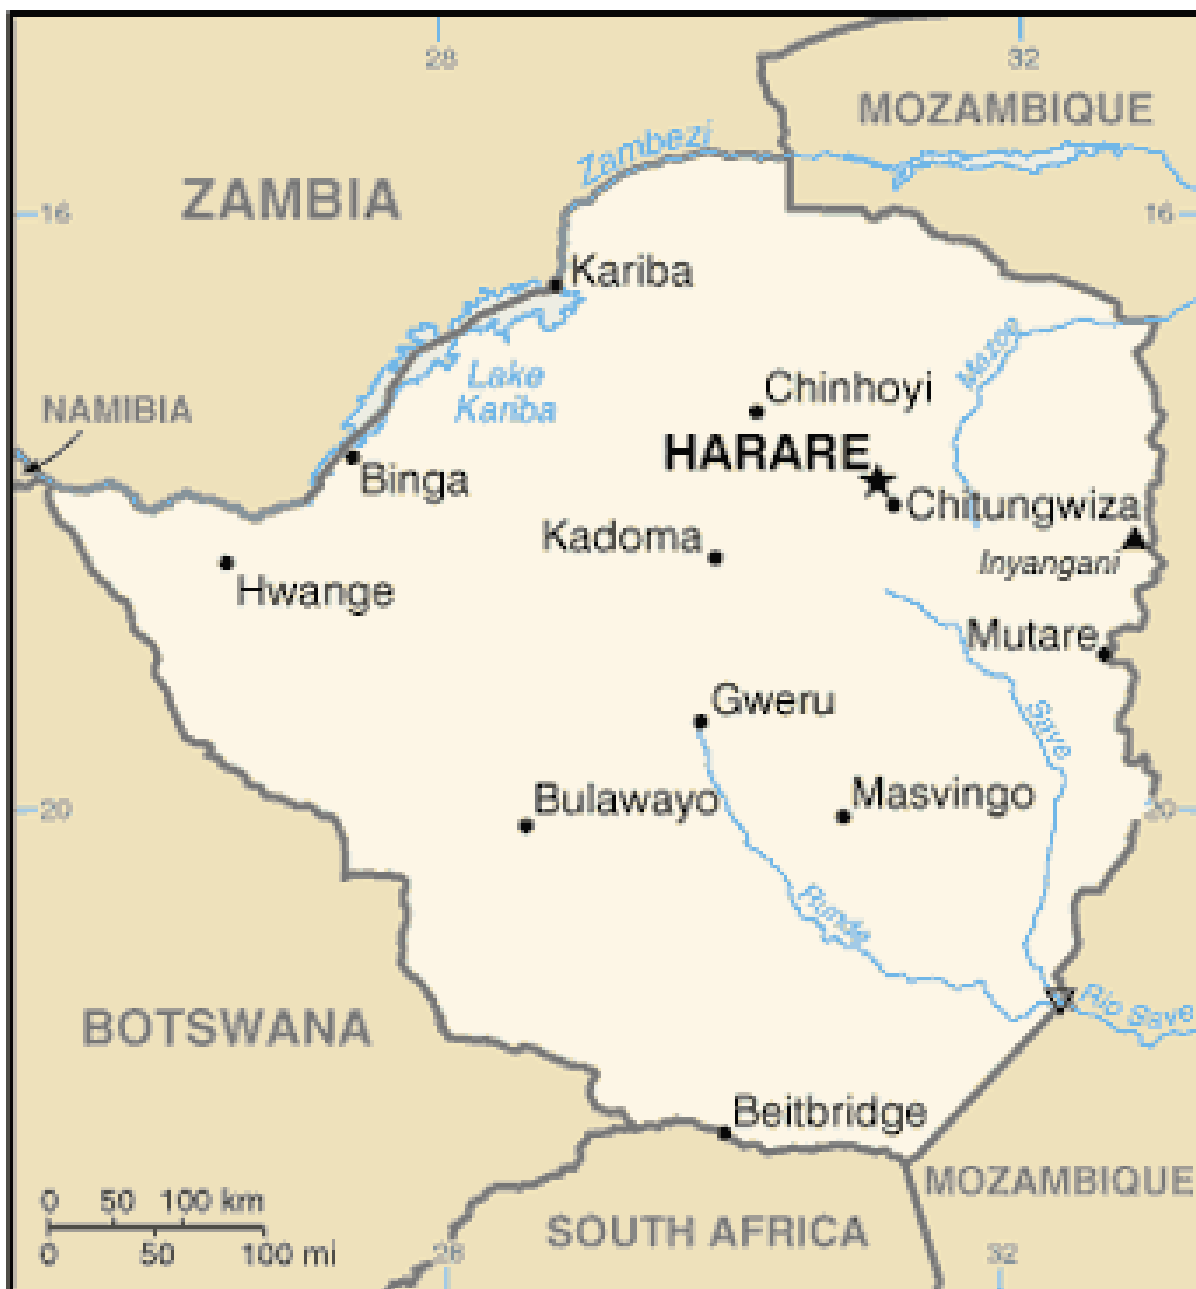 28
32
MOZAMBIQUE
Zambezi
ZAMBIA
16
16
Kariba
Mazoe
Lake
Kariba
Chinhoyi
NAMIBIA
HARARE
Binga
Chitungwiza
Kadoma
Inyangani
Hwange
Mutare
Gweru
Save
Bulawayo
Masvingo
20
20
Runde
Rio Save
BOTSWANA
Beitbridge
MOZAMBIQUE
0 50 100 km
SOUTH AFRICA
0 50 100 mi
28
32